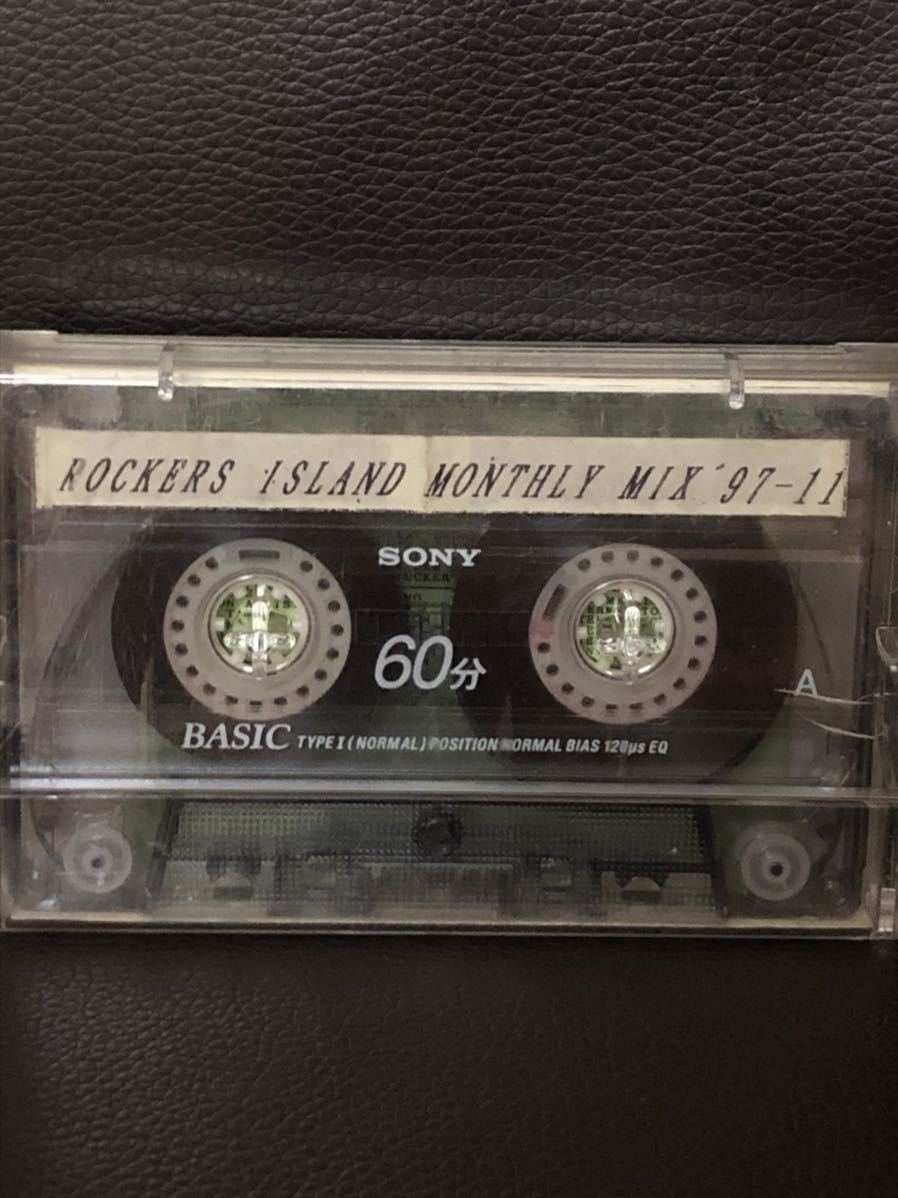 ROCKERS ISLAND MONTHLY MIX '97-11
SONY
60分
A
BASIC TYPE I (NORMAL) POSITION NORMAL BIAS 120μs EQ